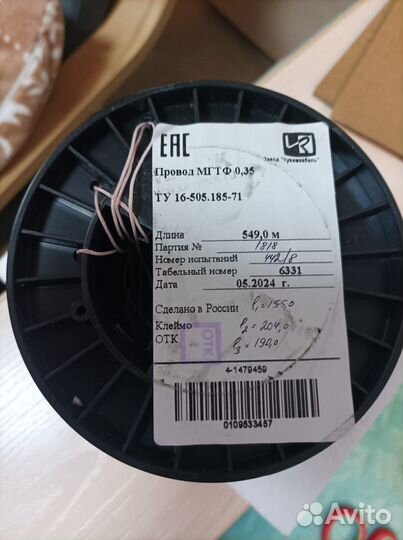 EAC
Завод "Чувашкабель"
Провод МГТФ 0,35
ТУ 16-505.185-71
Длина 549,0 м
Партия № 1818
Номер испытаний 442/8
Табельный номер 6331
Дата 05.2024 г.
Сделано в России ℓ1=155,0
Клеймо ℓ2=204,0
ОТК ℓ3=190,0
ОТК 4
4-1479459
0109533457
Avito